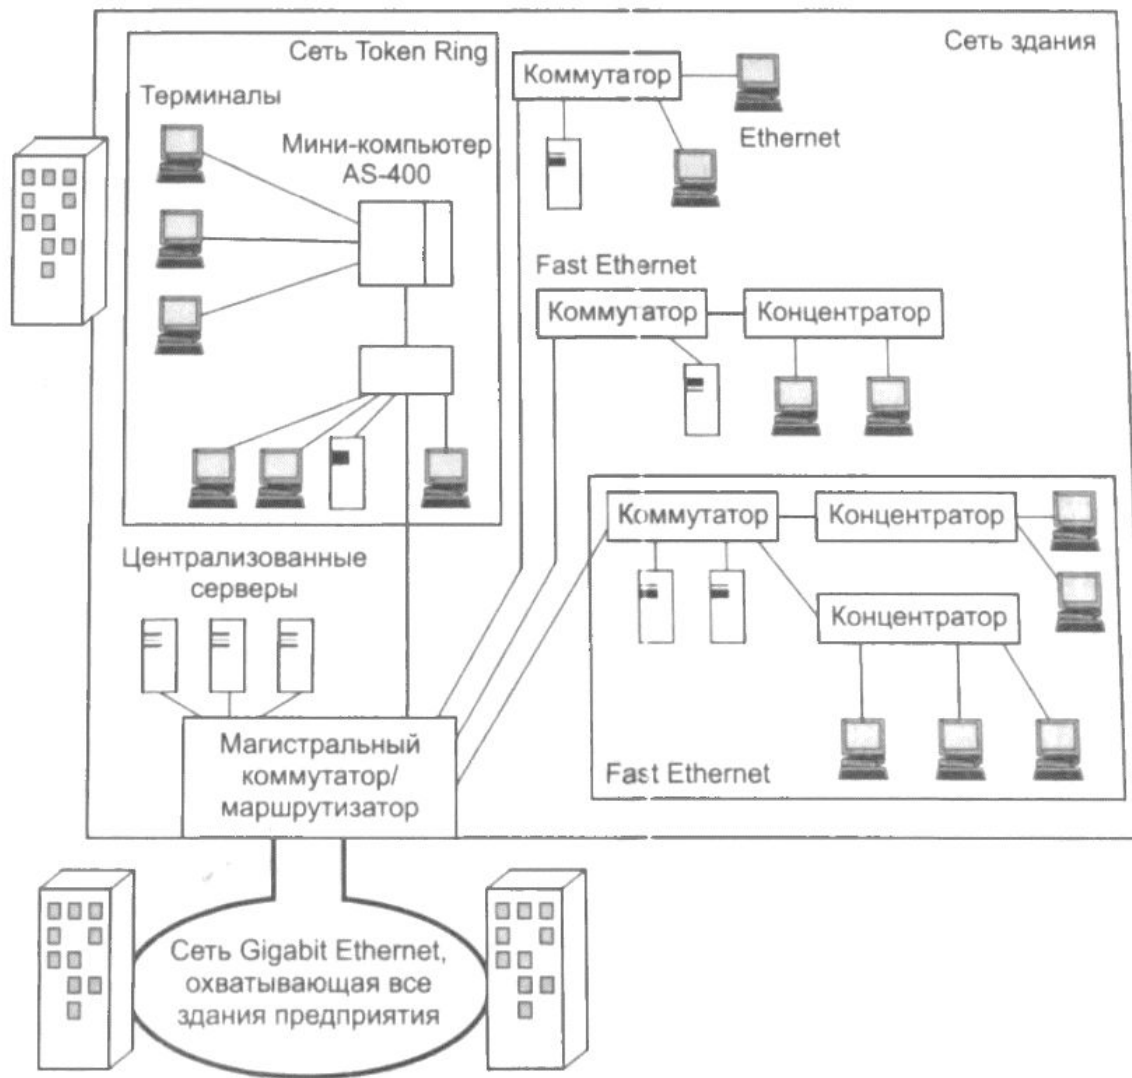 Сеть Token Ring
Сеть здания
Терминалы
Мини-компьютер
AS-400
Коммутатор
Ethernet
Fast Ethernet
Коммутатор
Концентратор
Коммутатор
Концентратор
Концентратор
Fast Ethernet
Централизованные
серверы
Магистральный
коммутатор/
маршрутизатор
Сеть Gigabit Ethernet,
охватывающая все
здания предприятия